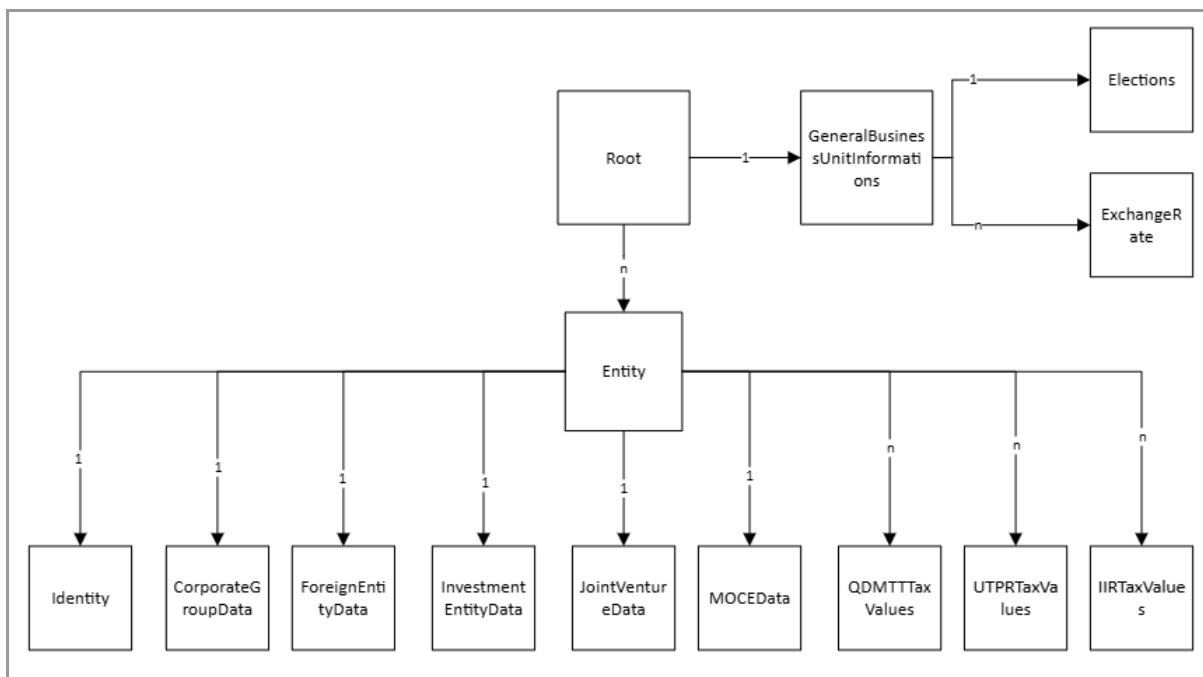 Elections
1
Root
1
GeneralBusines
sUnitInformati
ons
n
ExchangeR
ate
n
Entity
1
1
1
1
1
1
n
n
n
Identity
CorporateG
roupData
ForeignEnti
tyData
Investment
EntityData
JointVentur
eData
MOCEData
QDMTTTax
Values
UTPRTaxVa
lues
IIRTaxValue
s